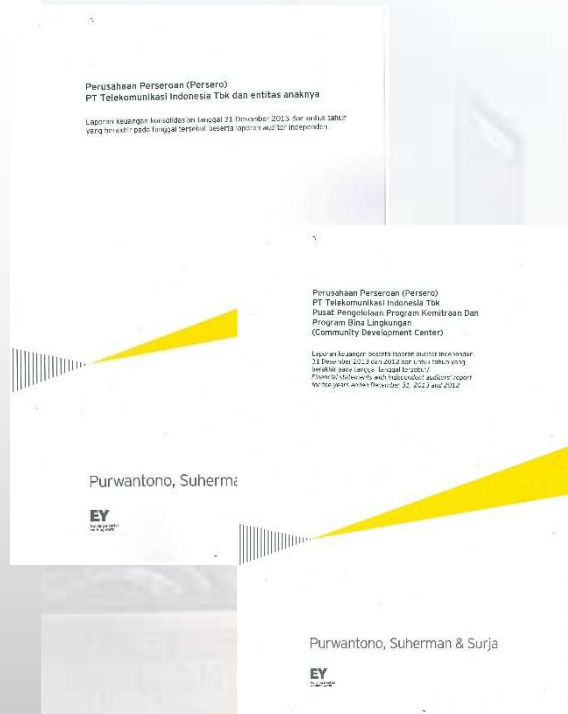 Perusahaan Perseroan (Persero)
PT Telekomunikasi Indonesia Tbk dan entitas anaknya
Laporan keuangan konsolidasian tanggal 31 Desember 2013 dan untuk tahun
yang berakhir pada tanggal tersebut beserta laporan auditor independen
Purwantono, Suherma
EY
Perusahaan Perseroan (Persero)
PT Telekomunikasi Indonesia Tbk
Pusat Pengelolaan Program Kemitraan Dan
Program Bina Lingkungan
(Community Development Center)
Laporan keuangan beserta laporan auditor independen
31 Desember 2013 dan 2012 dan untuk tahun yang
berakhir pada tanggal-tanggal tersebut/
Financial statements with independent auditors' report
for the years ended December 31, 2013 and 2012
Purwantono, Suherman & Surja
EY